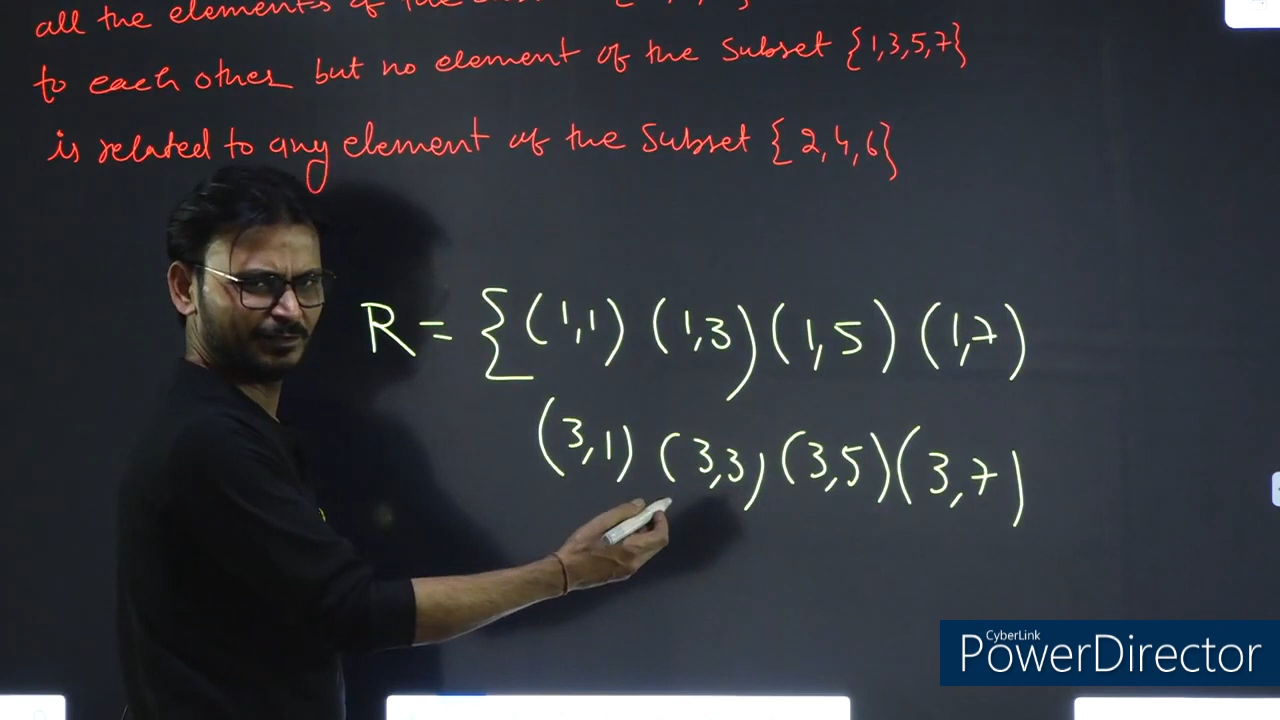 all the elements of the
to each other but no element of the subset {1,3,5,7}
is related to any element of the subset {2,4,6}
R = {(1,1) (1,3) (1,5) (1,7)
(3,1) (3,3) (3,5) (3,7)
CyberLink
PowerDirector